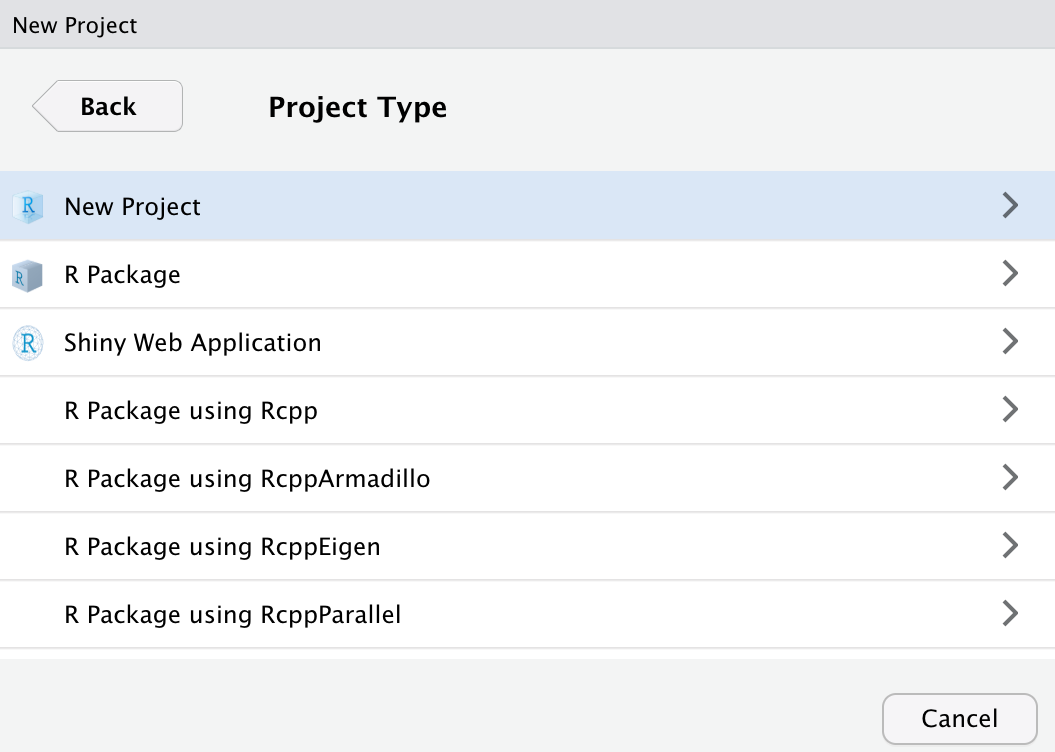 New Project
Back
Project Type
R New Project
R R Package
R Shiny Web Application
R Package using Rcpp
R Package using RcppArmadillo
R Package using RcppEigen
R Package using RcppParallel
Cancel